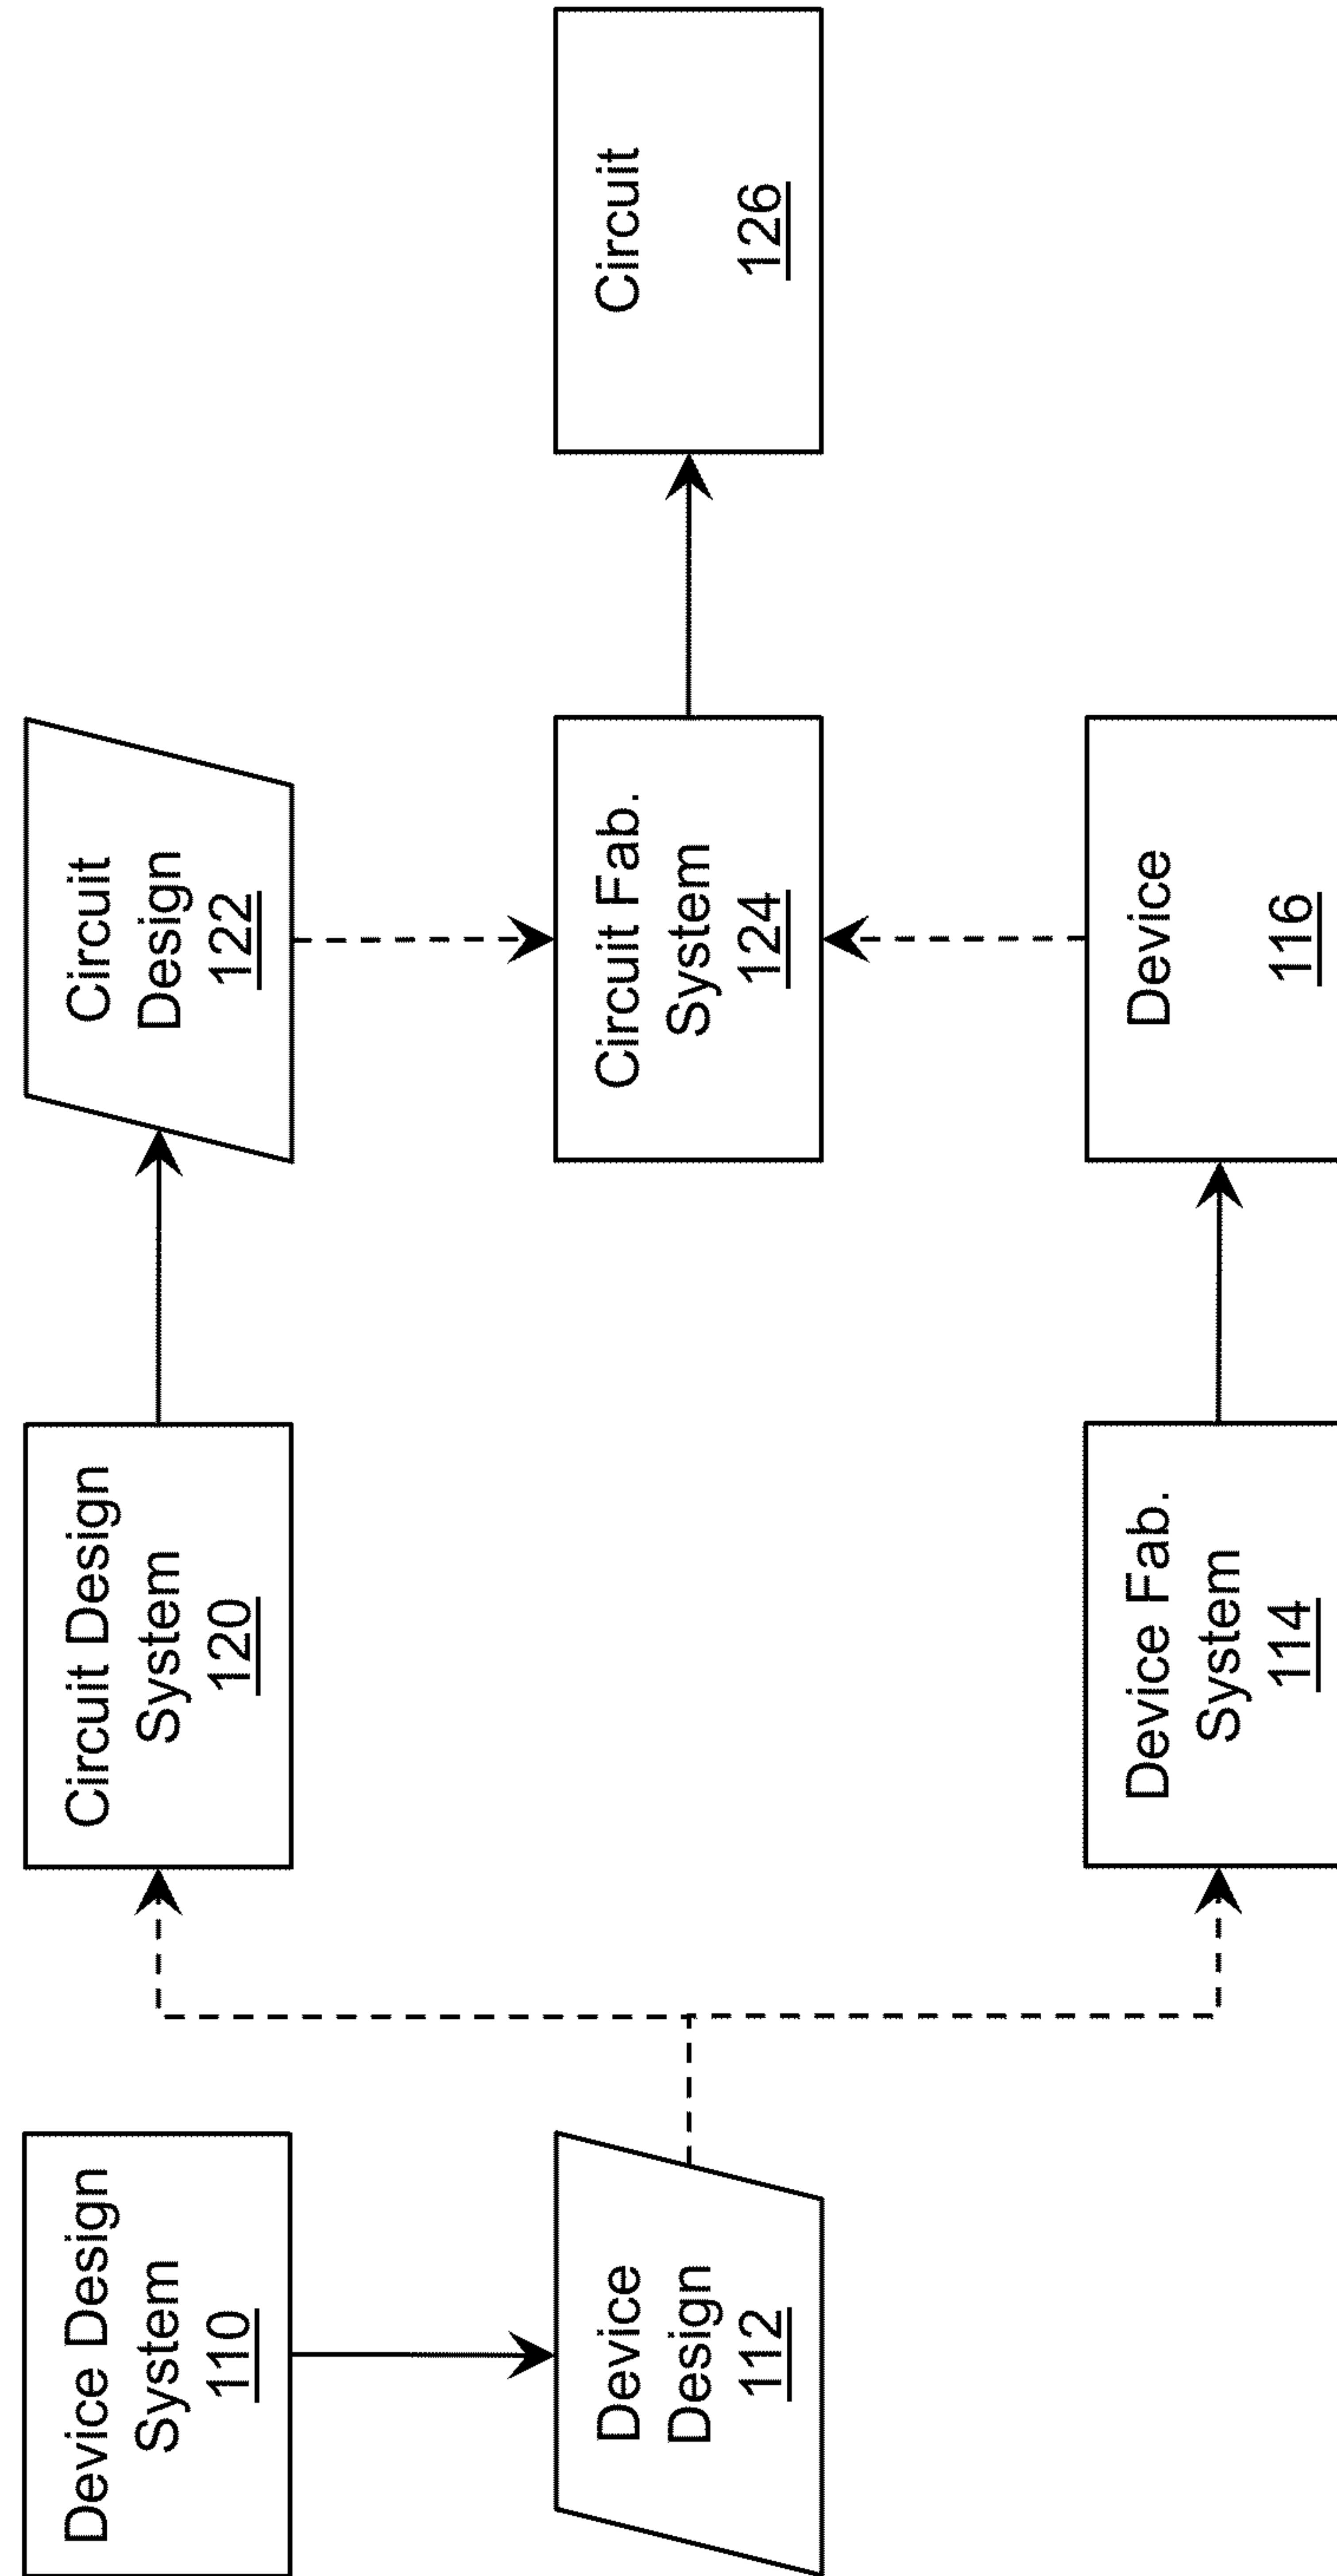 Device Design
System
110
Device
Design
112
Circuit Design
System
120
Device Fab.
System
114
Circuit
Design
122
Circuit Fab.
System
124
Device
116
Circuit
126